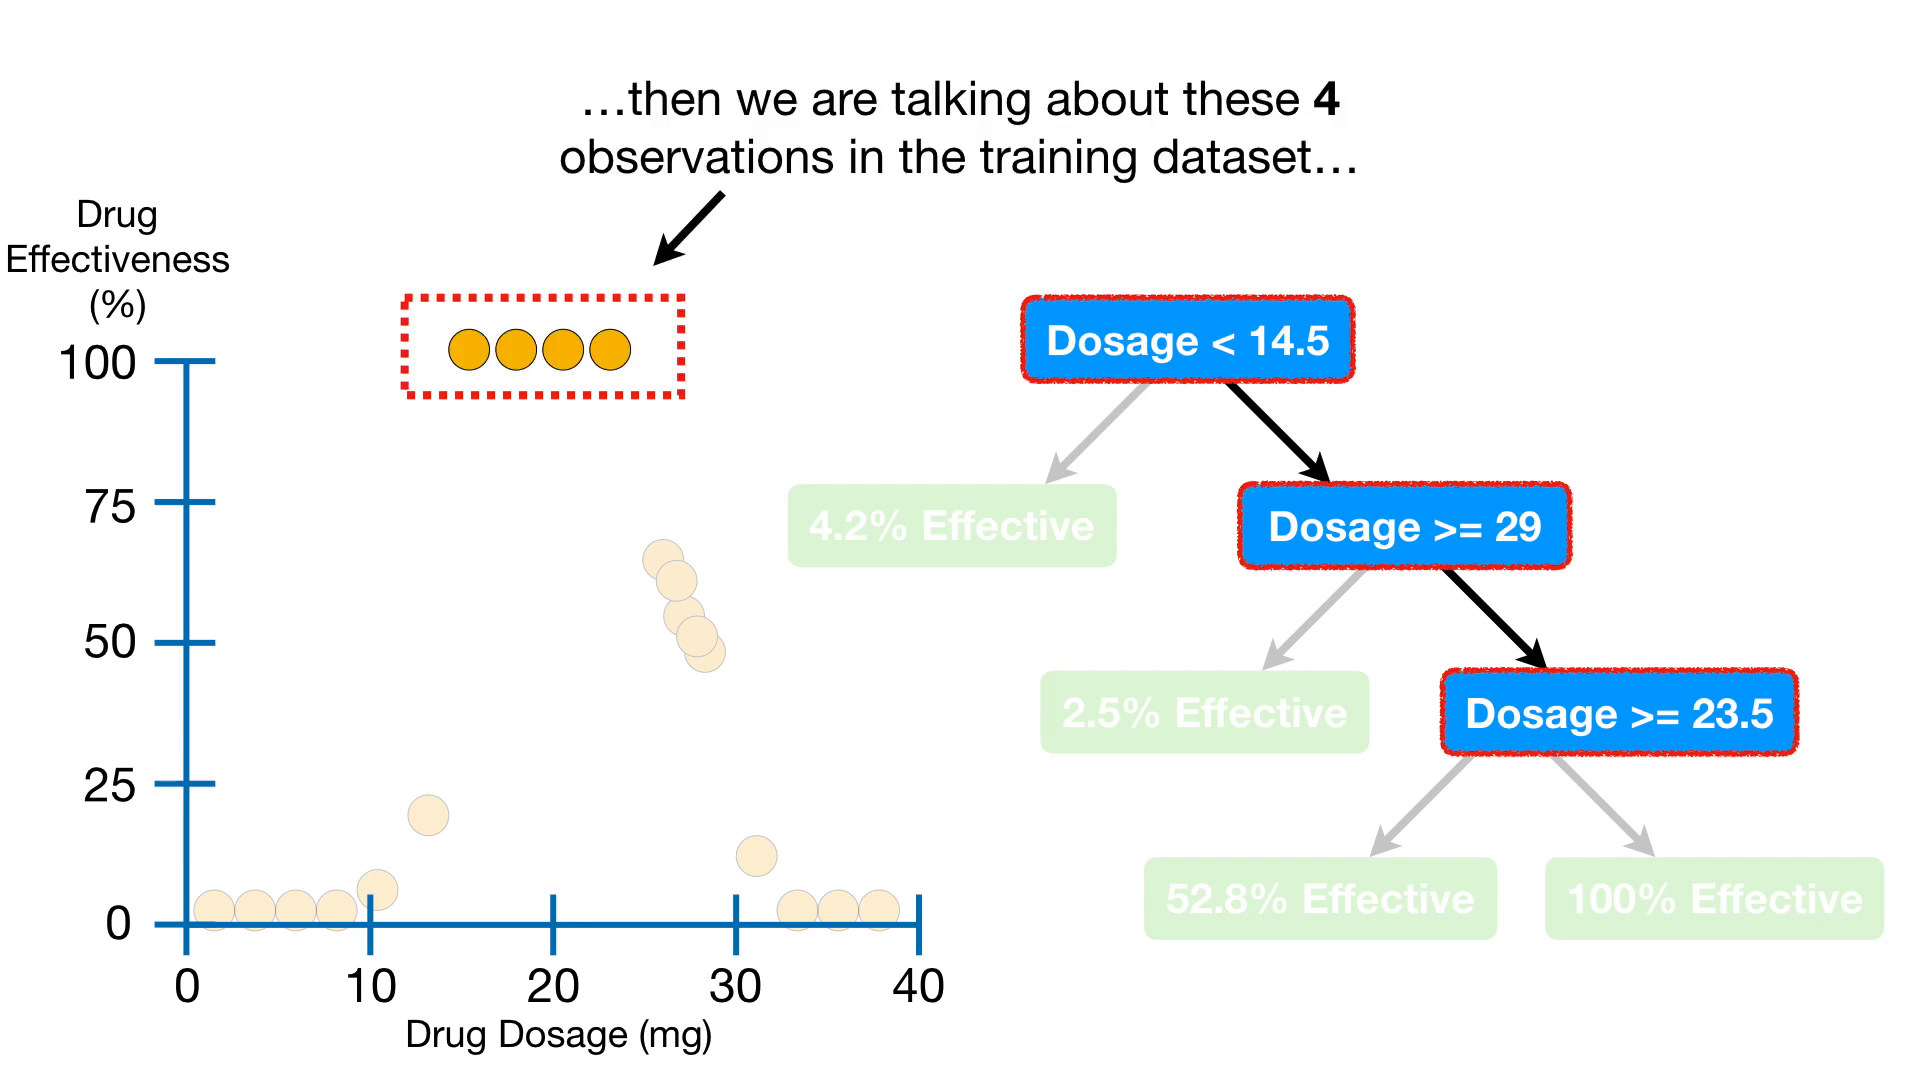 …then we are talking about these 4
observations in the training dataset…
Drug
Effectiveness
(%)
100
75
50
25
0
0
10
20
30
40
Drug Dosage (mg)
Dosage < 14.5
4.2% Effective
Dosage >= 29
2.5% Effective
Dosage >= 23.5
52.8% Effective
100% Effective